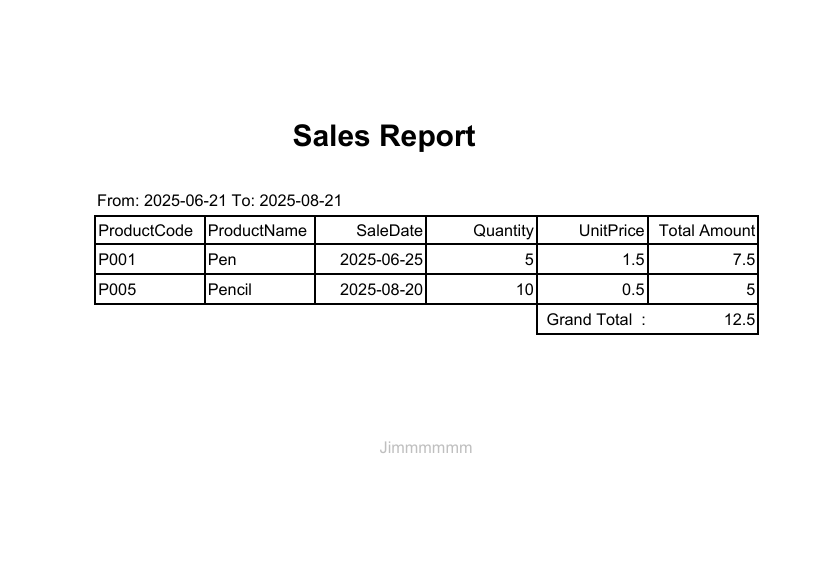 Sales Report
From: 2025-06-21 To: 2025-08-21
ProductCode ProductName SaleDate Quantity UnitPrice Total Amount
P001 Pen 2025-06-25 5 1.5 7.5
P005 Pencil 2025-08-20 10 0.5 5
Grand Total : 12.5
Jimmmmmm